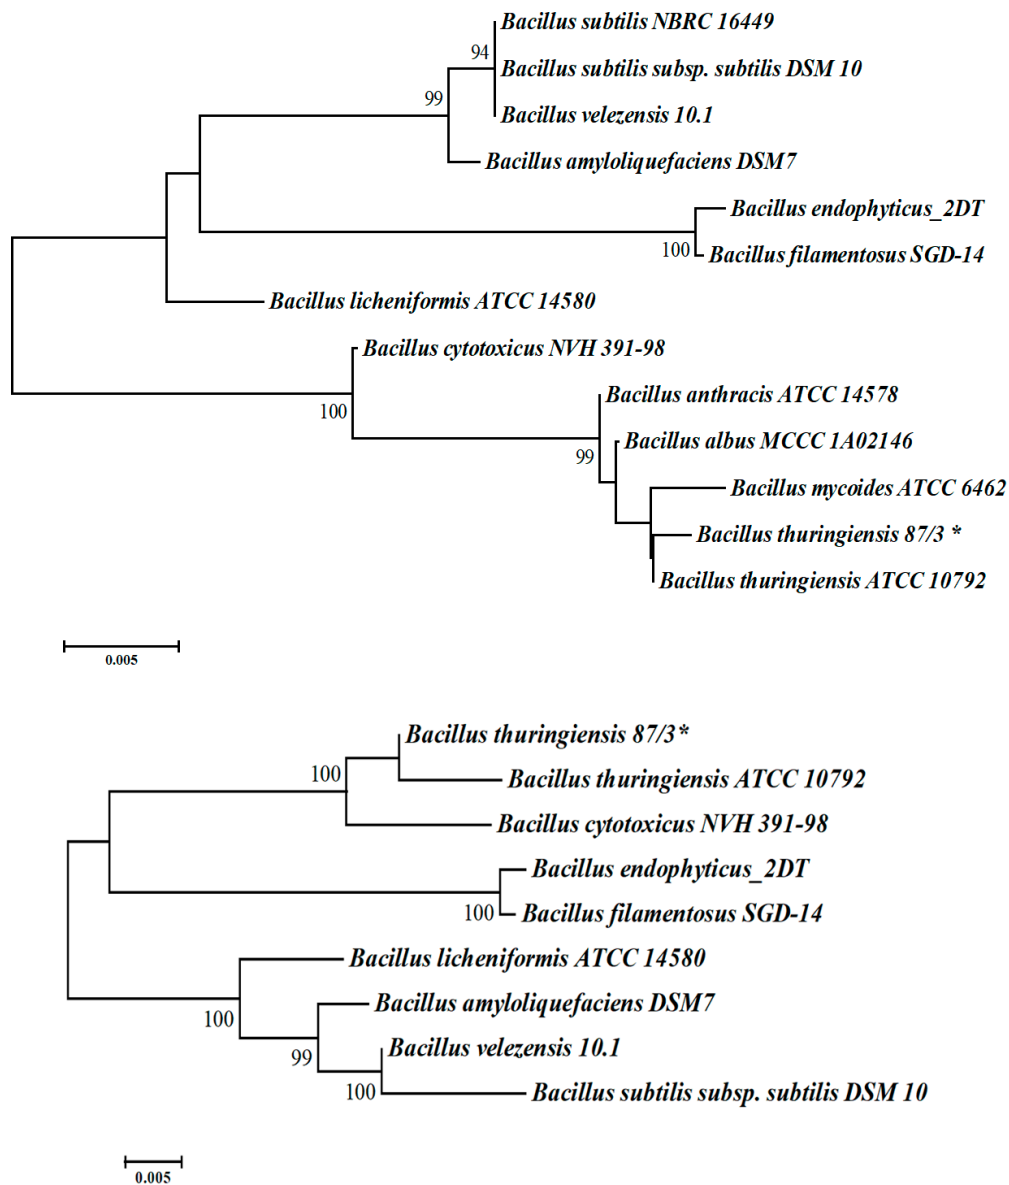 Bacillus subtilis NBRC 16449
94
Bacillus subtilis subsp. subtilis DSM 10
99
Bacillus velezensis 10.1
Bacillus amyloliquefaciens DSM7
Bacillus endophyticus_2DT
100
Bacillus filamentosus SGD-14
Bacillus licheniformis ATCC 14580
Bacillus cytotoxicus NVH 391-98
100
Bacillus anthracis ATCC 14578
Bacillus albus MCCC 1A02146
99
Bacillus mycoides ATCC 6462
Bacillus thuringiensis 87/3 *
Bacillus thuringiensis ATCC 10792
0.005
Bacillus thuringiensis 87/3*
100
Bacillus thuringiensis ATCC 10792
Bacillus cytotoxicus NVH 391-98
Bacillus endophyticus_2DT
100
Bacillus filamentosus SGD-14
Bacillus licheniformis ATCC 14580
100
Bacillus amyloliquefaciens DSM7
99
Bacillus velezensis 10.1
100
Bacillus subtilis subsp. subtilis DSM 10
0.005